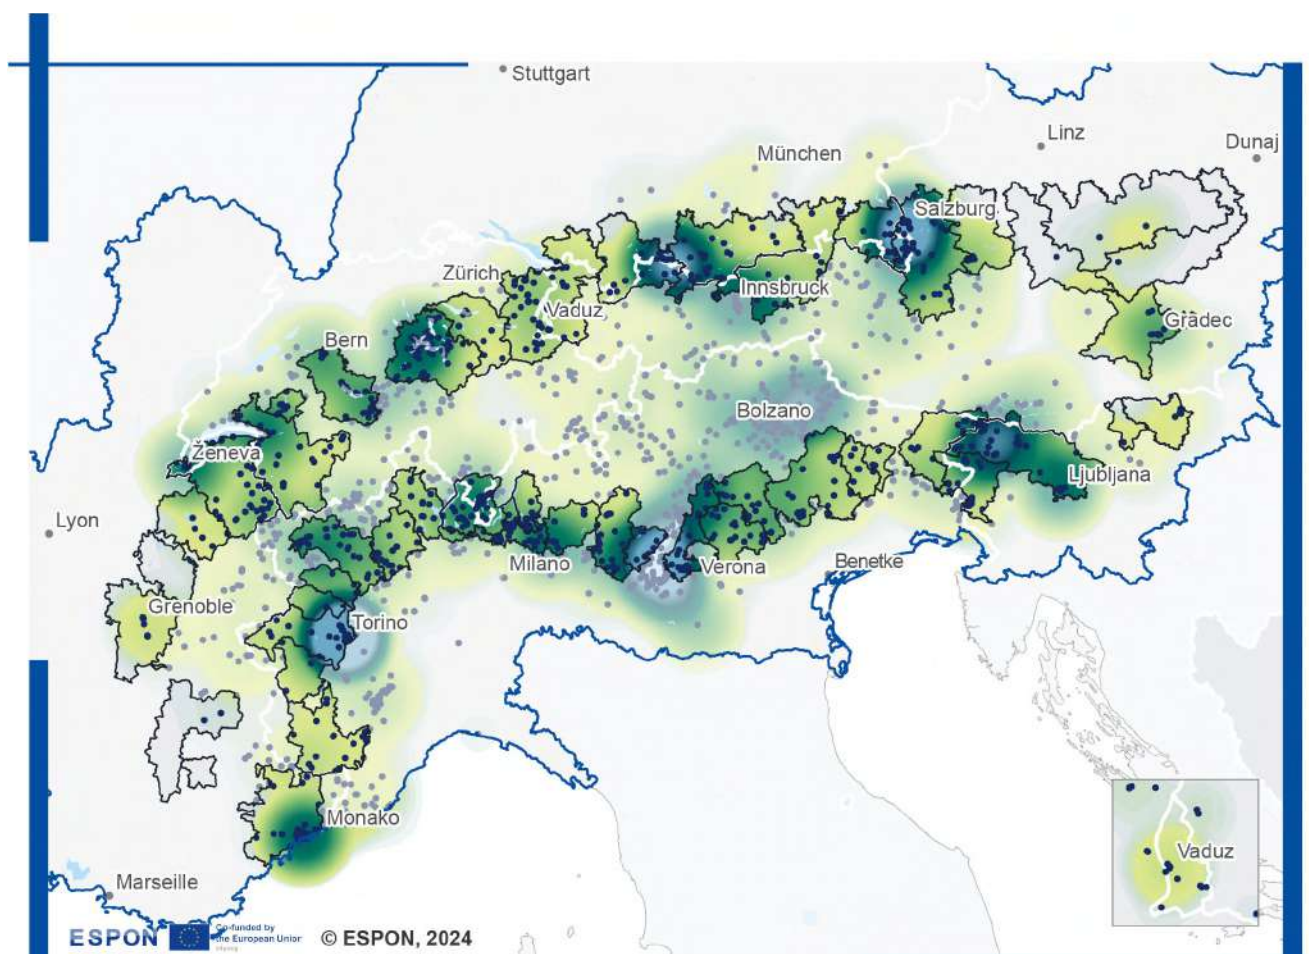 Stuttgart
Linz
Dunaj
München
Salzburg
Zürich
Innsbruck
Vaduz
Gradec
Bern
Bolzano
Ženeva
Ljubljana
Lyon
Milano
Verona
Benetke
Grenoble
Torino
Monako
Vaduz
Marseille
ESPON
Co-funded by
the European Union
© ESPON, 2024